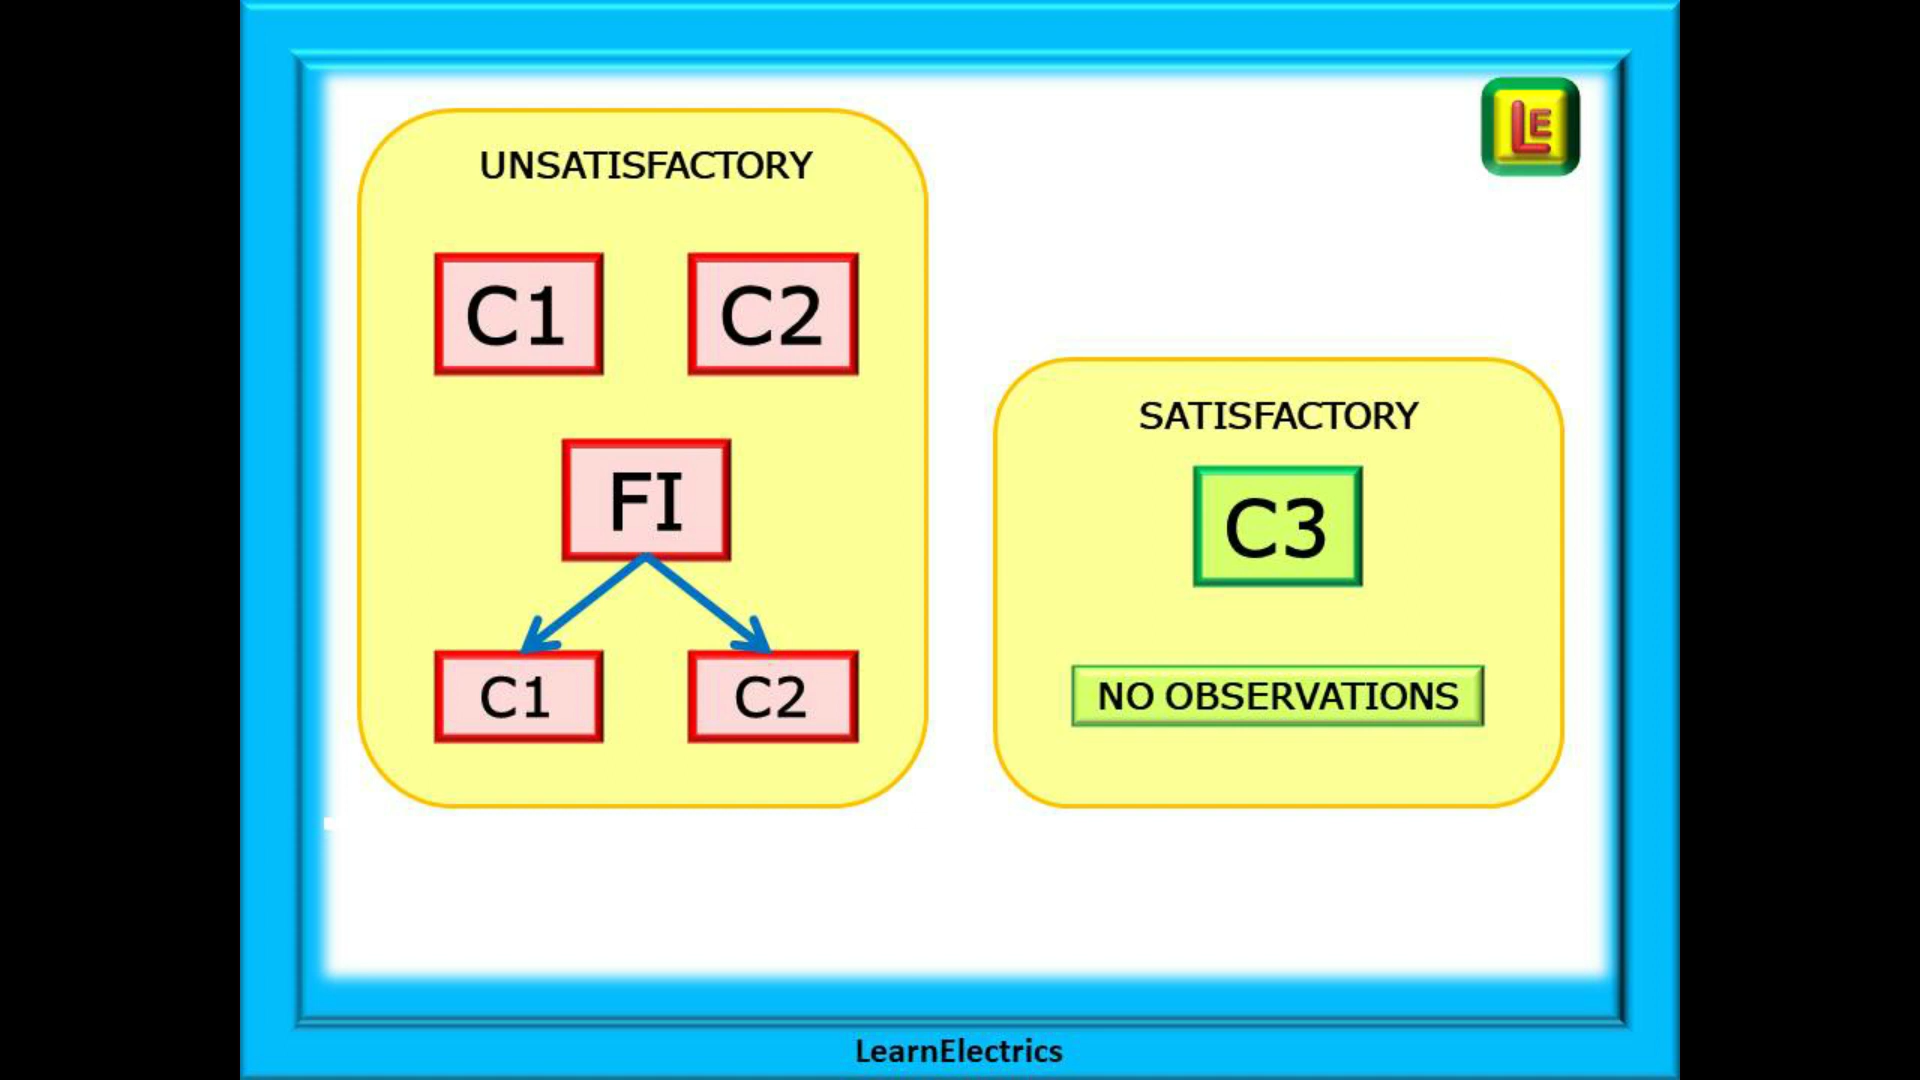 LE
UNSATISFACTORY
C1 C2
FI
C1 C2
SATISFACTORY
C3
NO OBSERVATIONS
LearnElectrics